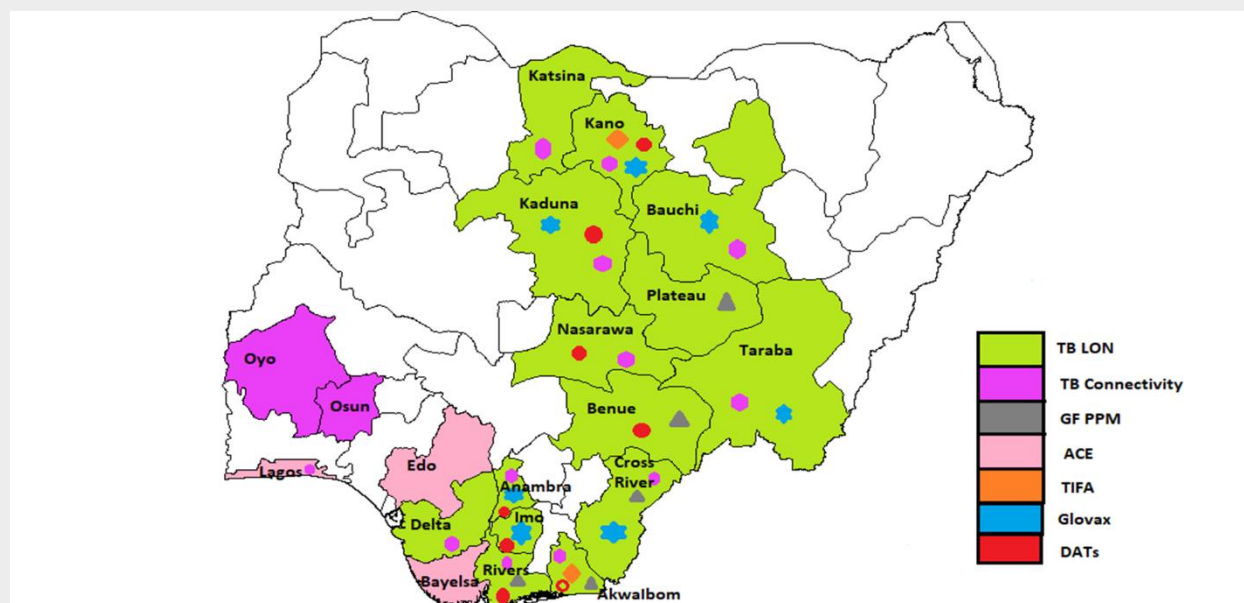 Katsina
Kano
Kaduna
Bauchi
Plateau
Nasarawa
Taraba
Oyo
Osun
Benue
Lagos
Edo
Cross
River
Anambra
Imo
Delta
Rivers
Bayelsa
AkwaIbom
TB LON
TB Connectivity
GF PPM
ACE
TIFA
Glovax
DATs